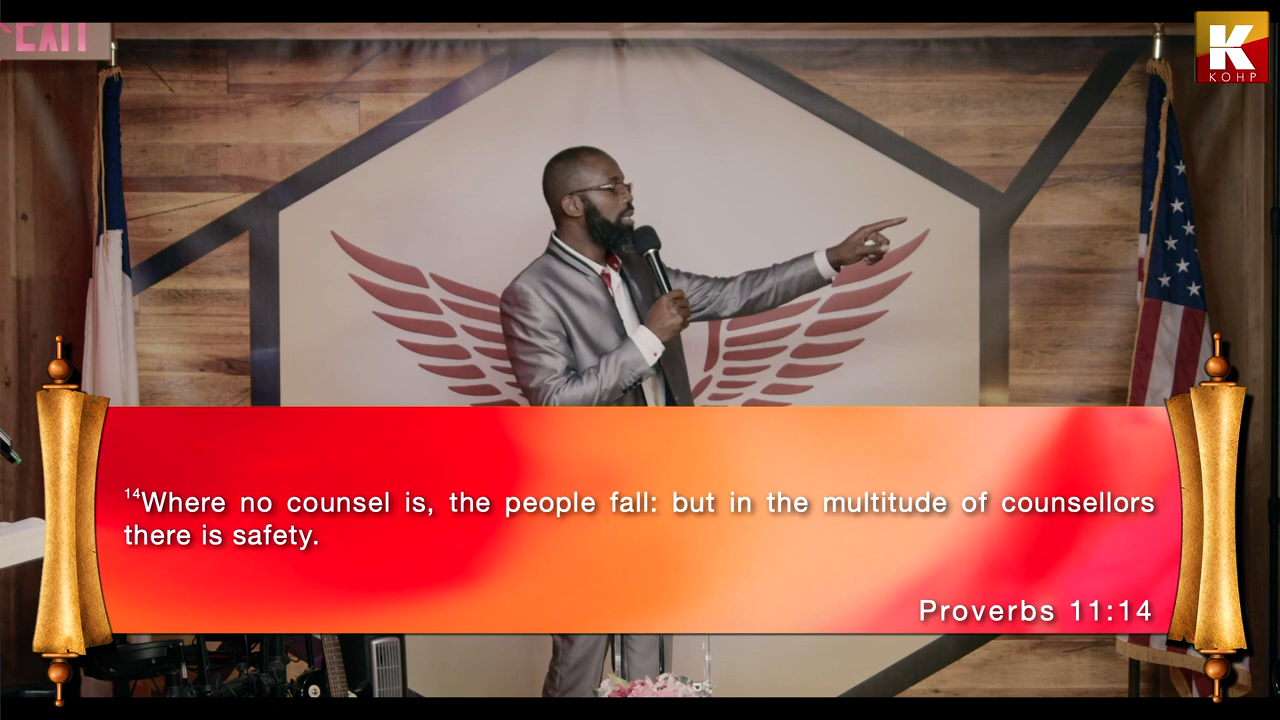 EXIT
K
KOHP
¹⁴Where no counsel is, the people fall: but in the multitude of counsellors
there is safety.
Proverbs 11:14